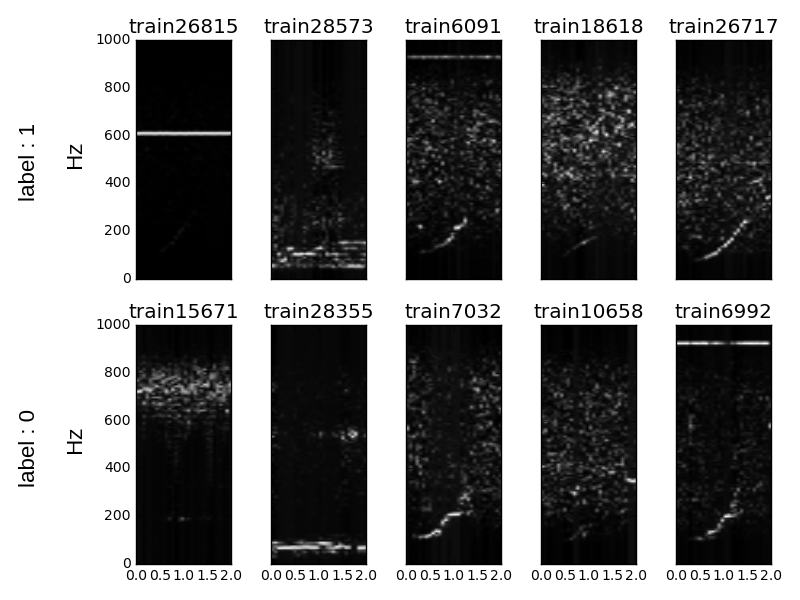 train26815 train28573 train6091 train18618 train26717
label : 1
Hz
1000
800
600
400
200
0
train15671 train28355 train7032 train10658 train6992
label : 0
Hz
1000
800
600
400
200
0
0.0 0.5 1.0 1.5 2.0 0.0 0.5 1.0 1.5 2.0 0.0 0.5 1.0 1.5 2.0 0.0 0.5 1.0 1.5 2.0 0.0 0.5 1.0 1.5 2.0